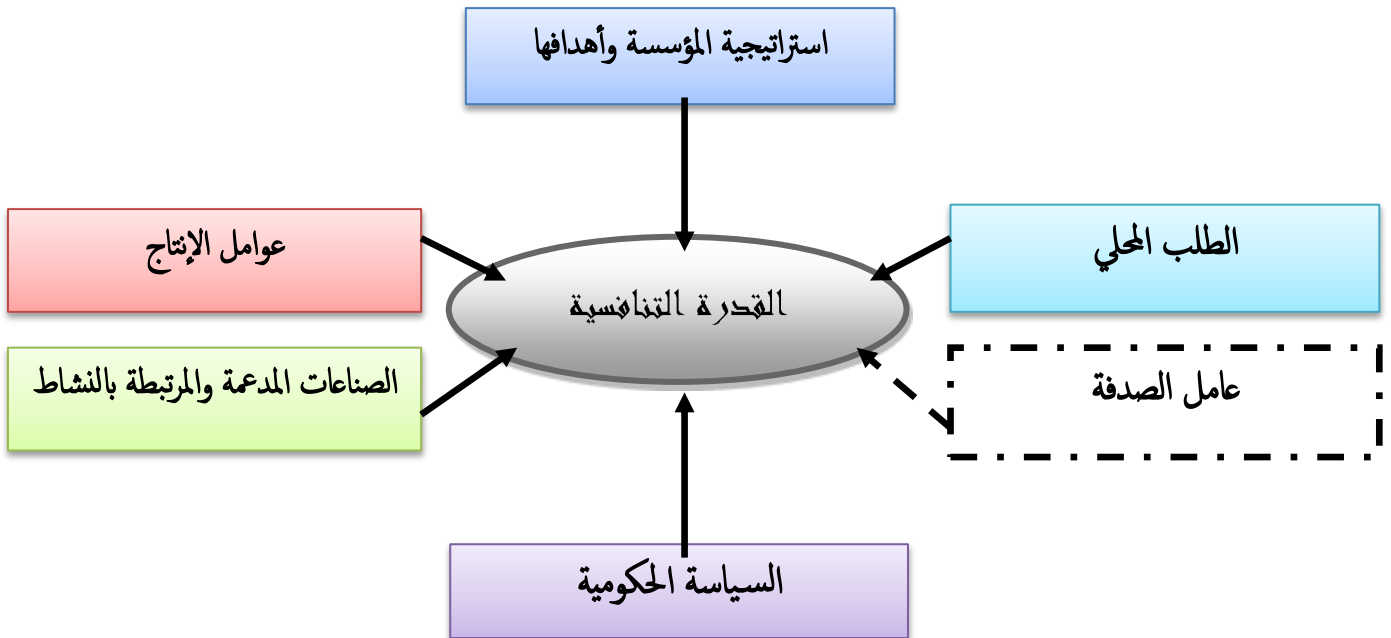 استراتيجية المؤسسة وأهدافها
الطلب المحلي
عوامل الإنتاج
القدرة التنافسية
عامل الصدفة
الصناعات المدعمة والمرتبطة بالنشاط
السياسة الحكومية